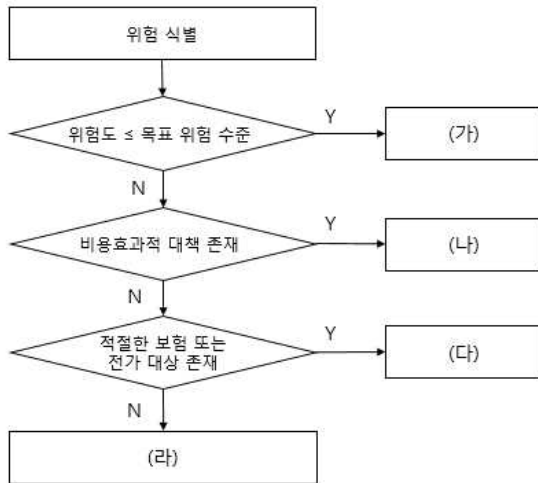 위험 식별
위험도 ≤ 목표 위험 수준
Y
(가)
N
비용효과적 대책 존재
Y
(나)
N
적절한 보험 또는
전가 대상 존재
Y
(다)
N
(라)